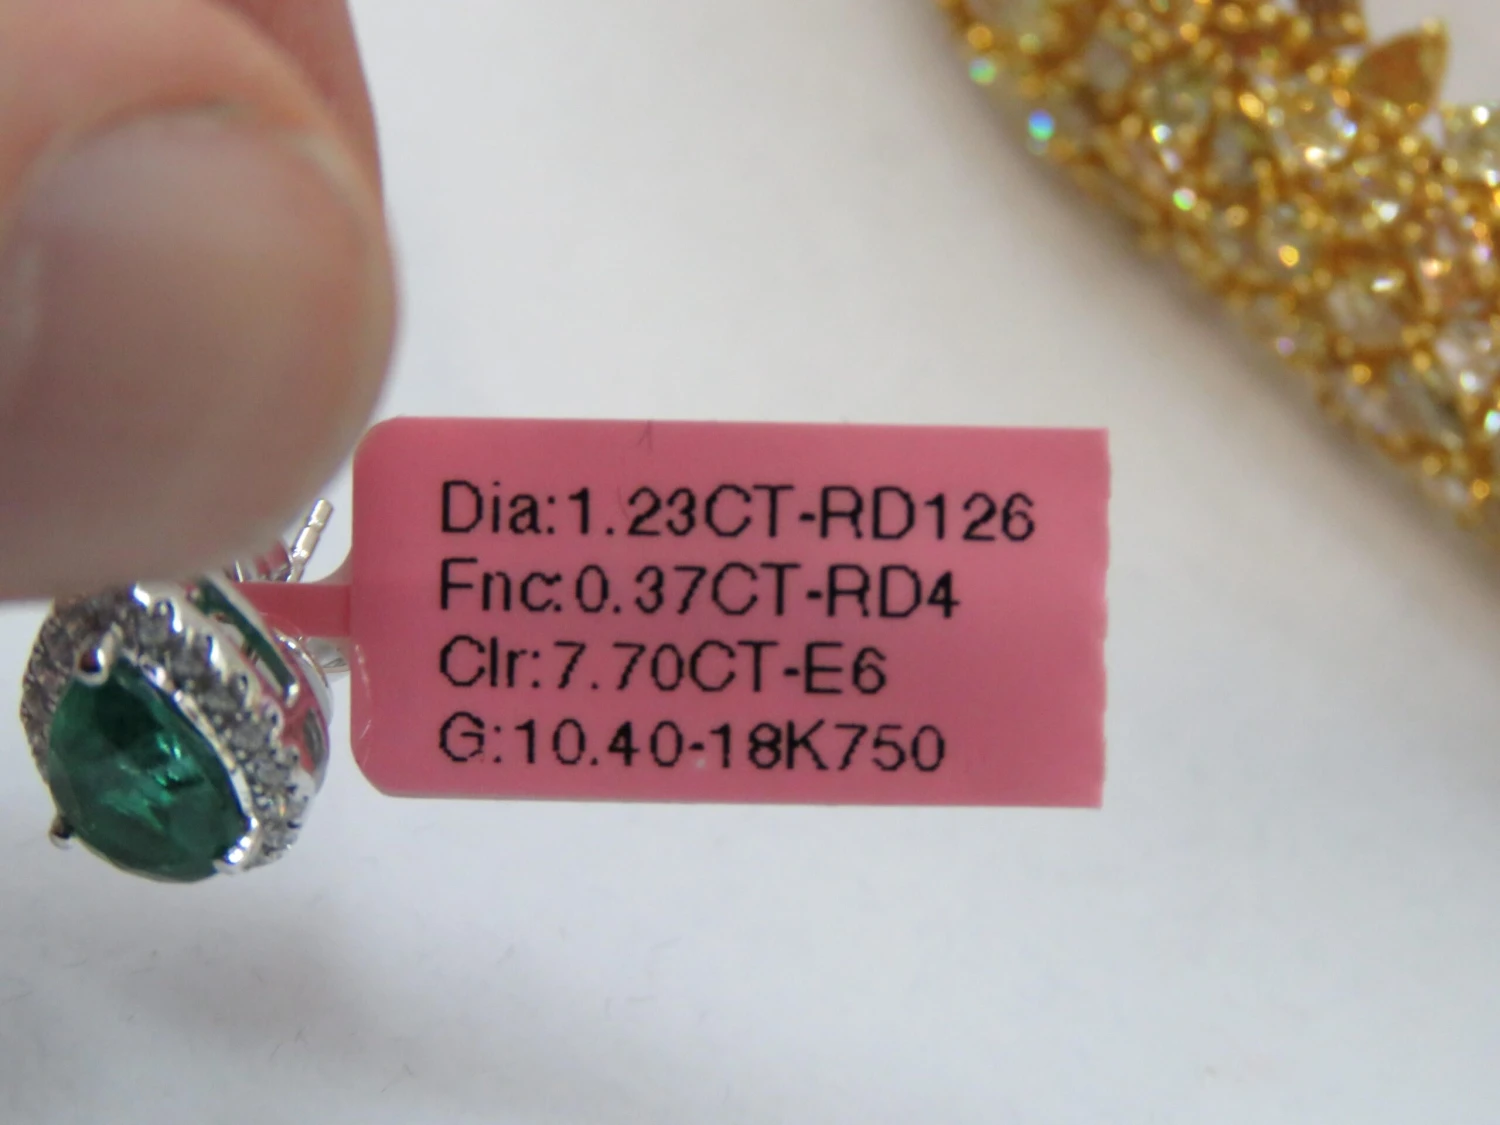 Dia:1.23CT-RD126
Fnc:0.37CT-RD4
Clr:7.70CT-E6
G:10.40-18K750